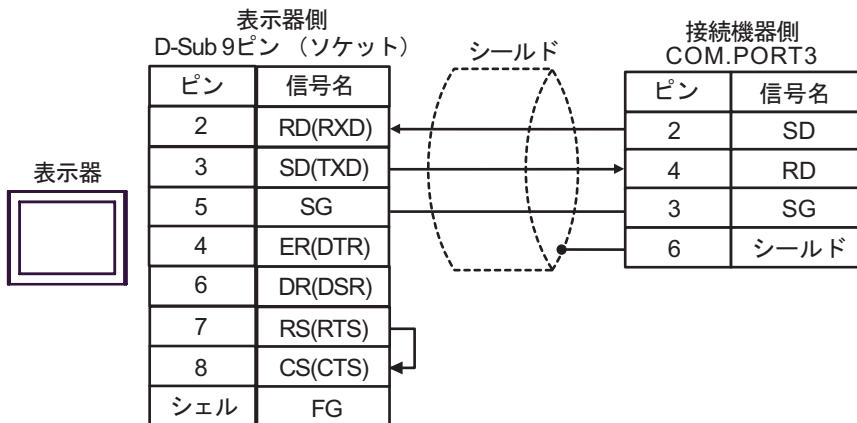 表示器側
D-Sub 9ピン （ソケット）
シールド
接続機器側
COM.PORT3
ピン 信号名
2 RD(RXD)
3 SD(TXD)
5 SG
4 ER(DTR)
6 DR(DSR)
7 RS(RTS)
8 CS(CTS)
シェル FG
表示器
ピン 信号名
2 SD
4 RD
3 SG
6 シールド